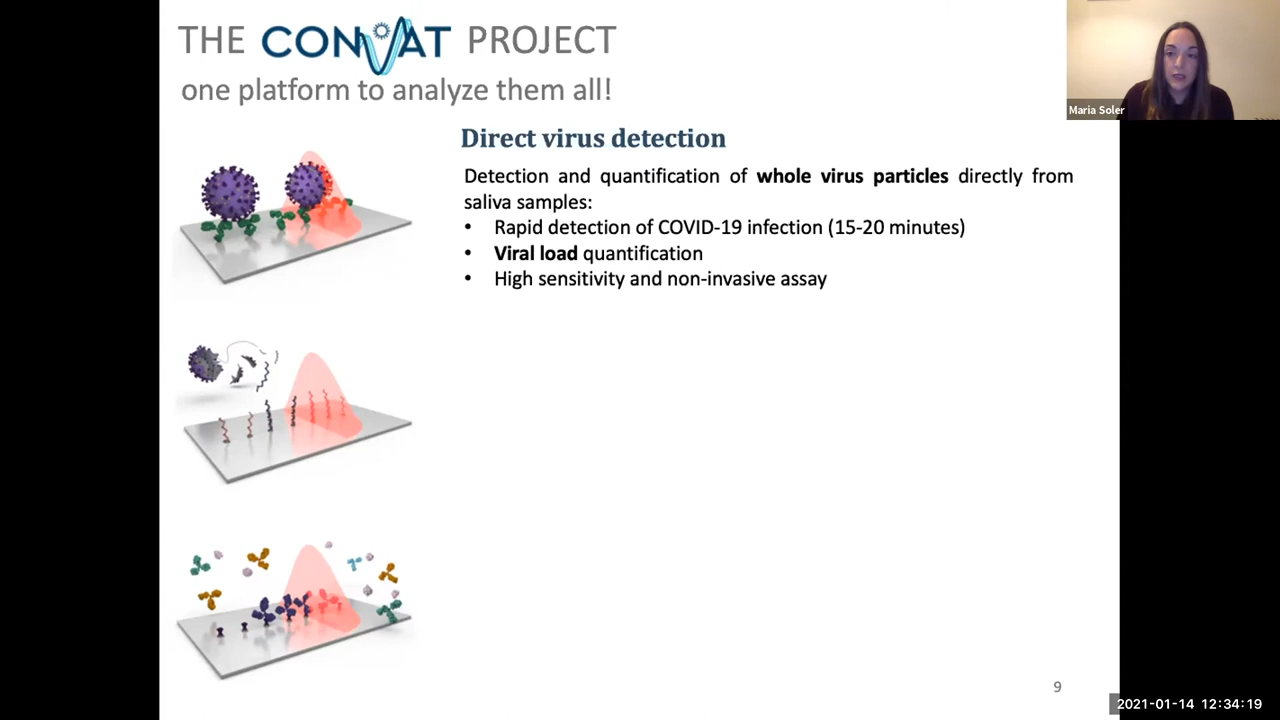 THE CONVAT PROJECT
one platform to analyze them all!
Maria Soler
Direct virus detection
Detection and quantification of whole virus particles directly from
saliva samples:
• Rapid detection of COVID-19 infection (15-20 minutes)
• Viral load quantification
• High sensitivity and non-invasive assay
9
2021-01-14 12:34:19